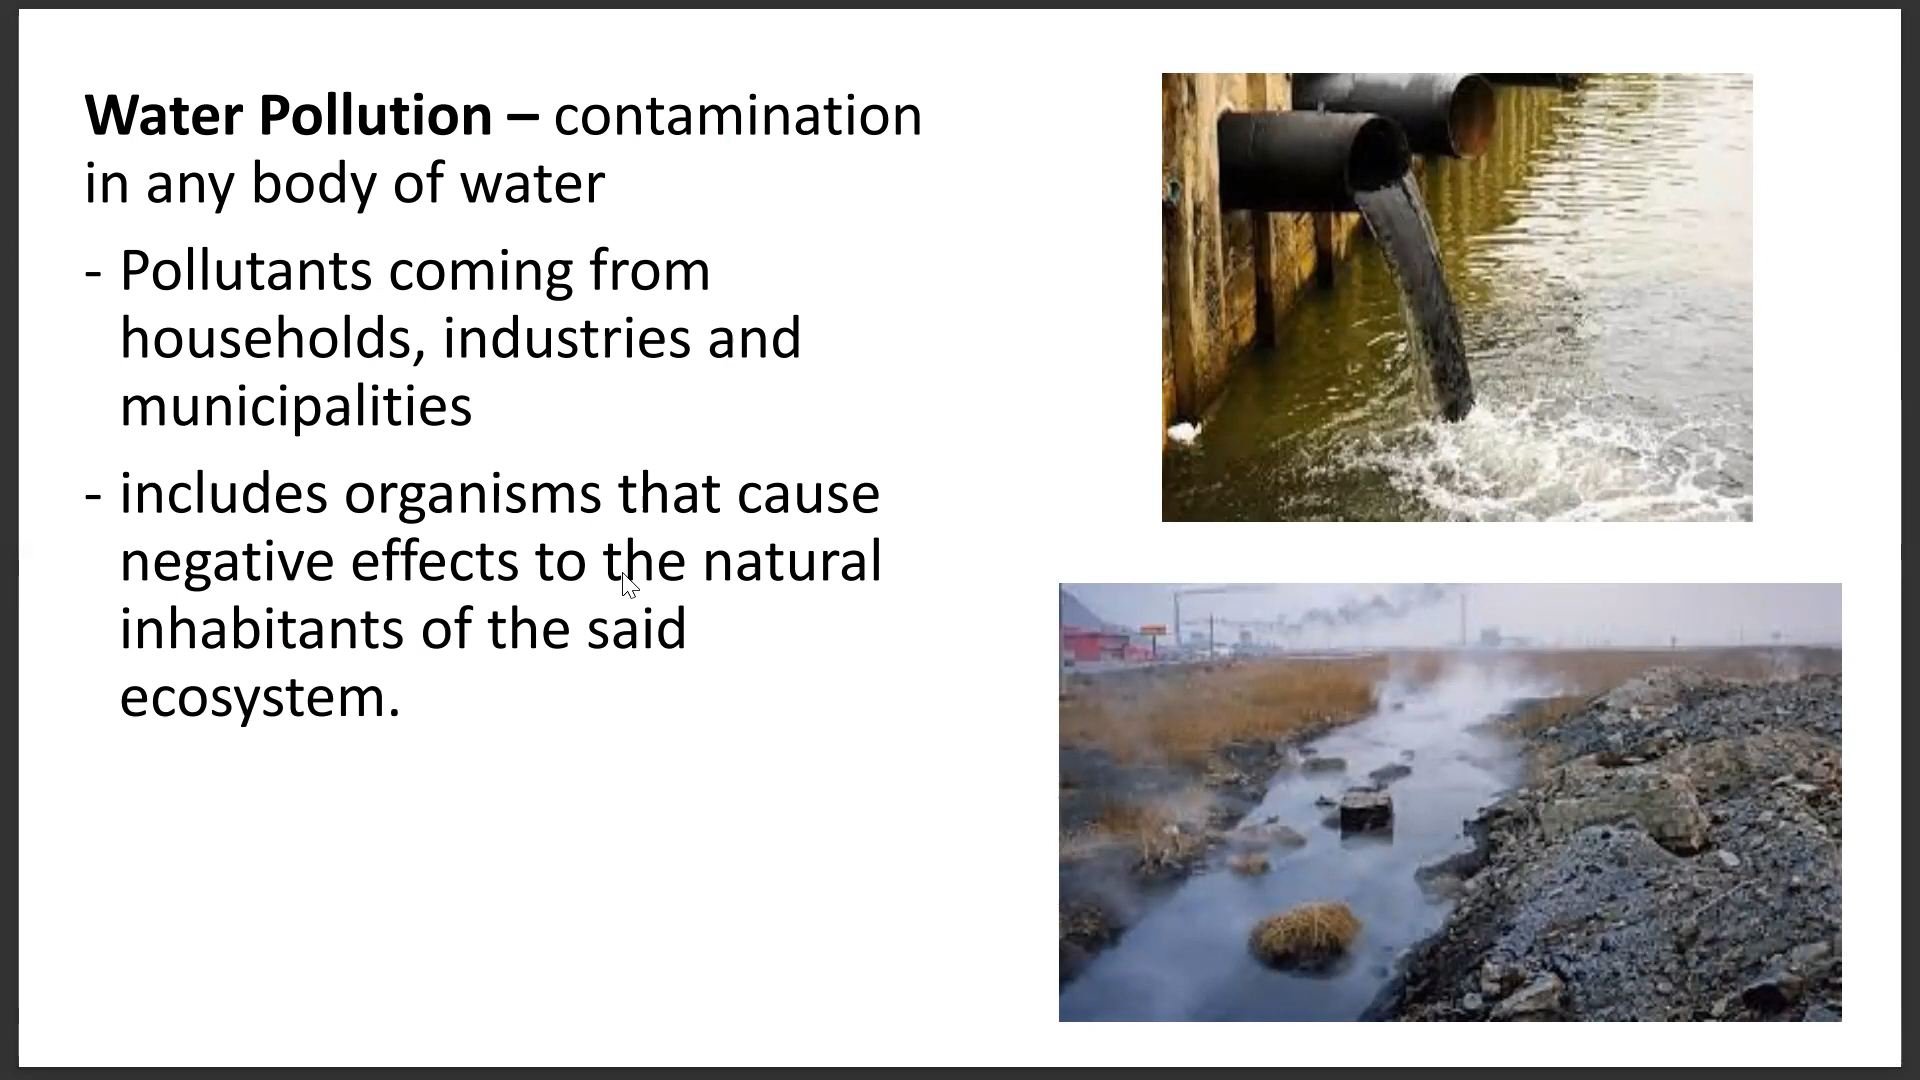 Water Pollution – contamination
in any body of water
- Pollutants coming from
households, industries and
municipalities
- includes organisms that cause
negative effects to the natural
inhabitants of the said
ecosystem.